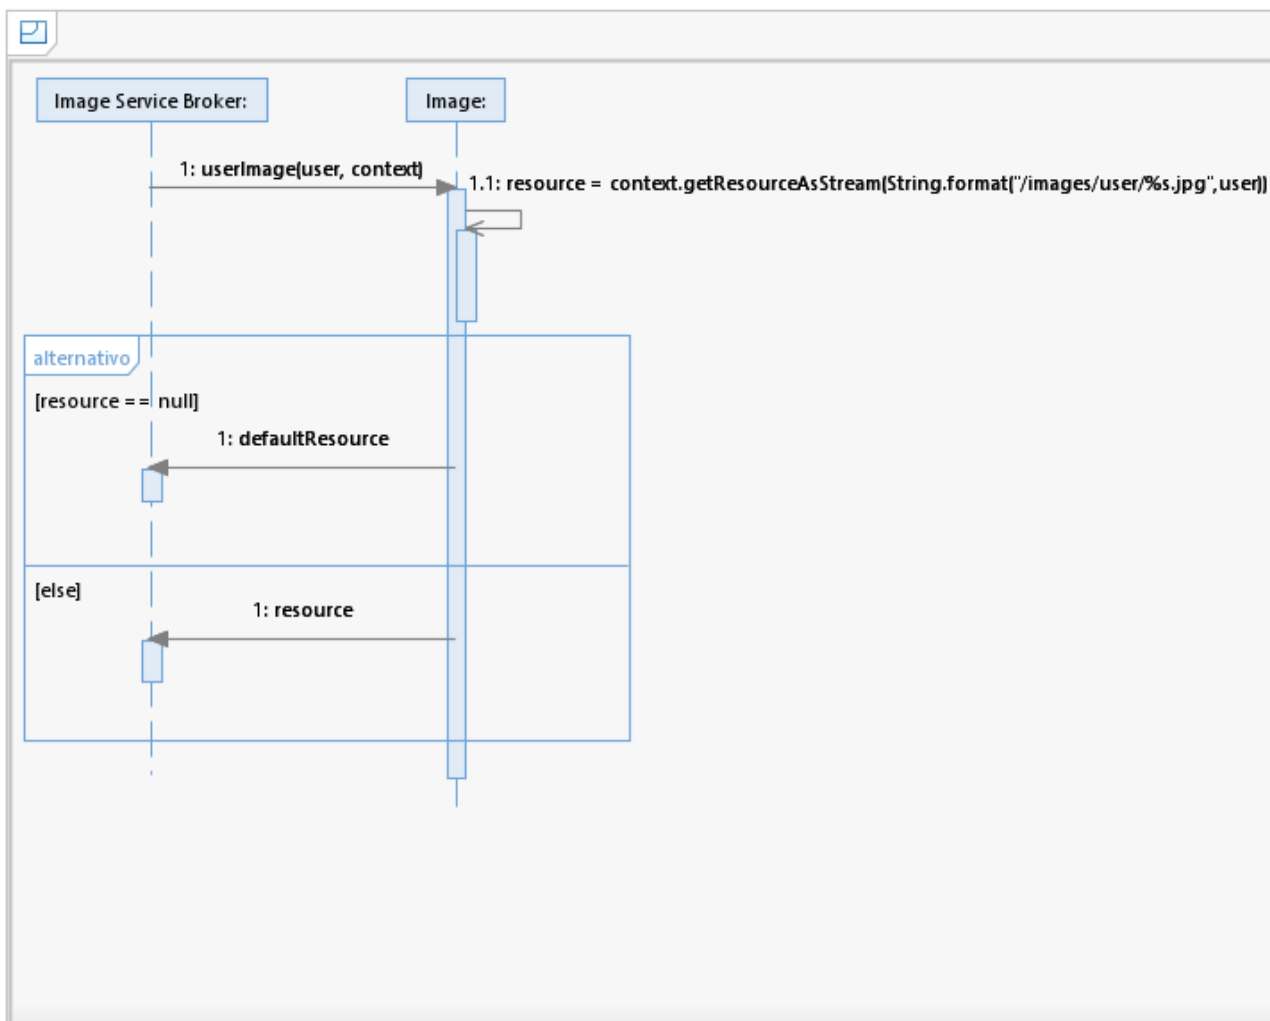 Image Service Broker:
Image:
1: userImage(user, context)
1.1: resource = context.getResourceAsStream(String.format("/images/user/%s.jpg",user))
alternativo
[resource == null]
1: defaultResource
[else]
1: resource